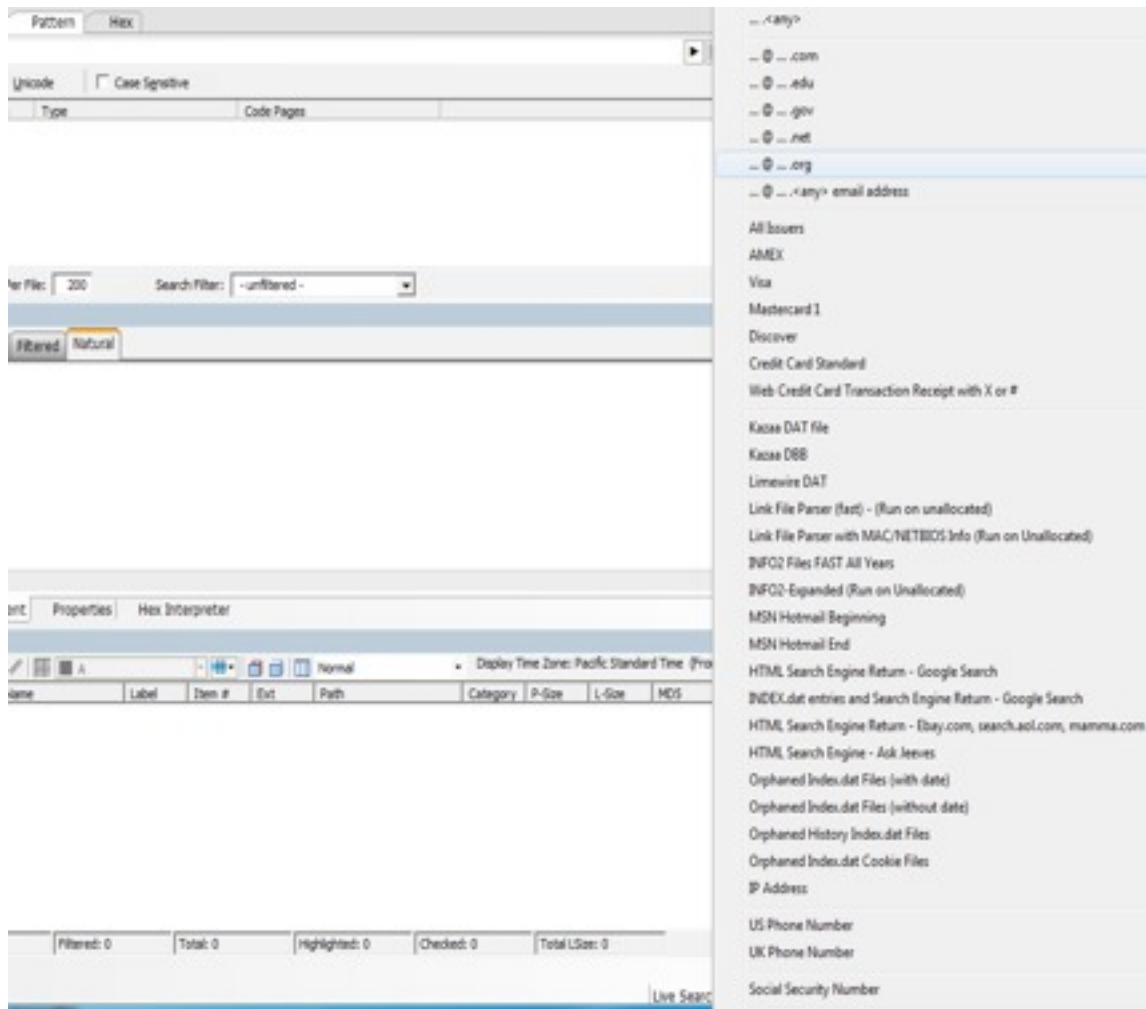 Pattern Hex
Unicode Case Sensitive
Type Code Pages
Per File: 200 Search Filter: - unfiltered -
Filtered Natural
Properties Hex Interpreter
A Normal Display Time Zone: Pacific Standard Time
Label Item # Ext Path Category P-Size L-Size MD5
Filtered: 0 Total: 0 Highlighted: 0 Checked: 0 Total LSize: 0
Live Searc
... .<any>
... @ ... .com
... @ ... .edu
... @ ... .gov
... @ ... .net
... @ ... .org
... @ ... .<any> email address
All Issuers
AMEX
Visa
Mastercard 1
Discover
Credit Card Standard
Web Credit Card Transaction Receipt with X or #
Kazaa DAT file
Kazaa DBB
Limewire DAT
Link File Parser (fast) - (Run on unallocated)
Link File Parser with MAC/NETBIOS Info (Run on Unallocated)
INFO2 Files FAST All Years
INFO2-Expanded (Run on Unallocated)
MSN Hotmail Beginning
MSN Hotmail End
HTML Search Engine Return - Google Search
INDEX.dat entries and Search Engine Return - Google Search
HTML Search Engine Return - Ebay.com, search.aol.com, mamma.com
HTML Search Engine - Ask Jeeves
Orphaned Index.dat Files (with date)
Orphaned Index.dat Files (without date)
Orphaned History Index.dat Files
Orphaned Index.dat Cookie Files
IP Address
US Phone Number
UK Phone Number
Social Security Number